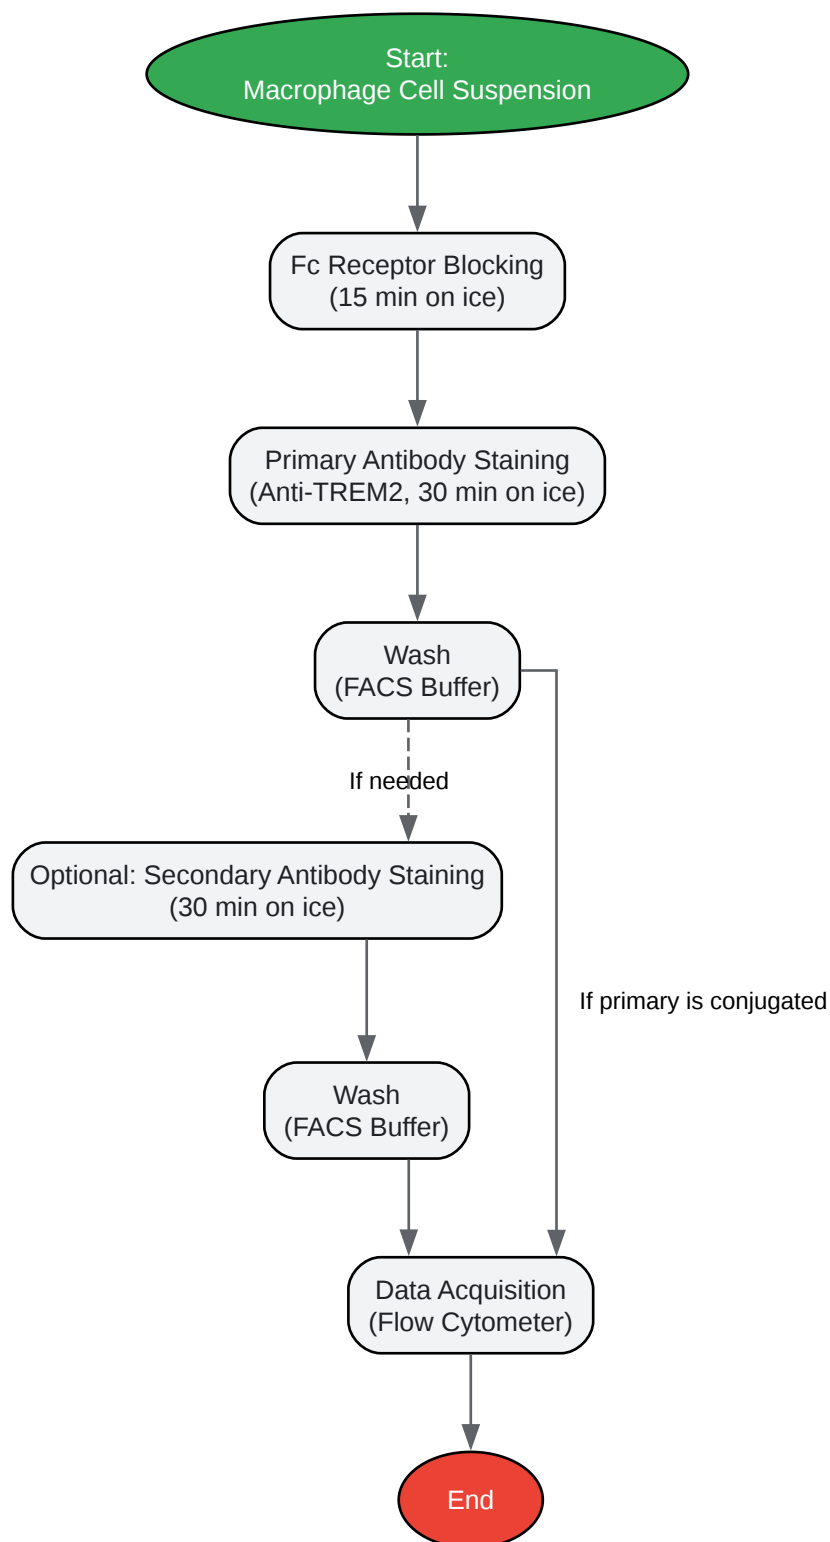 Start:
Macrophage Cell Suspension
Fc Receptor Blocking
(15 min on ice)
Primary Antibody Staining
(Anti-TREM2, 30 min on ice)
Wash
(FACS Buffer)
If needed
Optional: Secondary Antibody Staining
(30 min on ice)
If primary is conjugated
Wash
(FACS Buffer)
Data Acquisition
(Flow Cytometer)
End